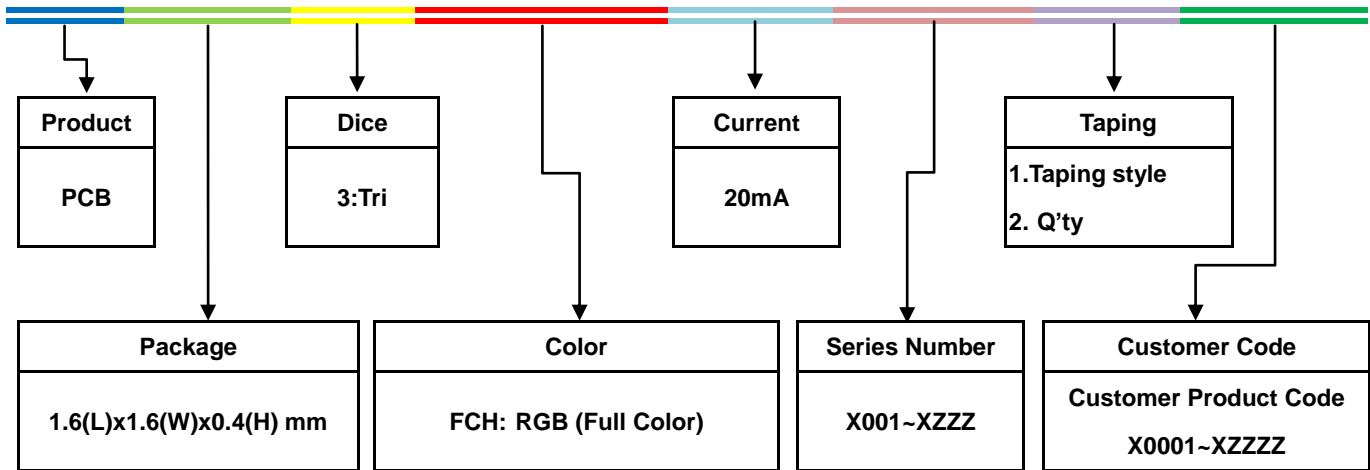 Product
PCB
Dice
3:Tri
Current
20mA
Taping
1.Taping style
2. Q’ty
Package
1.6(L)x1.6(W)x0.4(H) mm
Color
FCH: RGB (Full Color)
Series Number
X001~XZZZ
Customer Code
Customer Product Code
X0001~XZZZZ